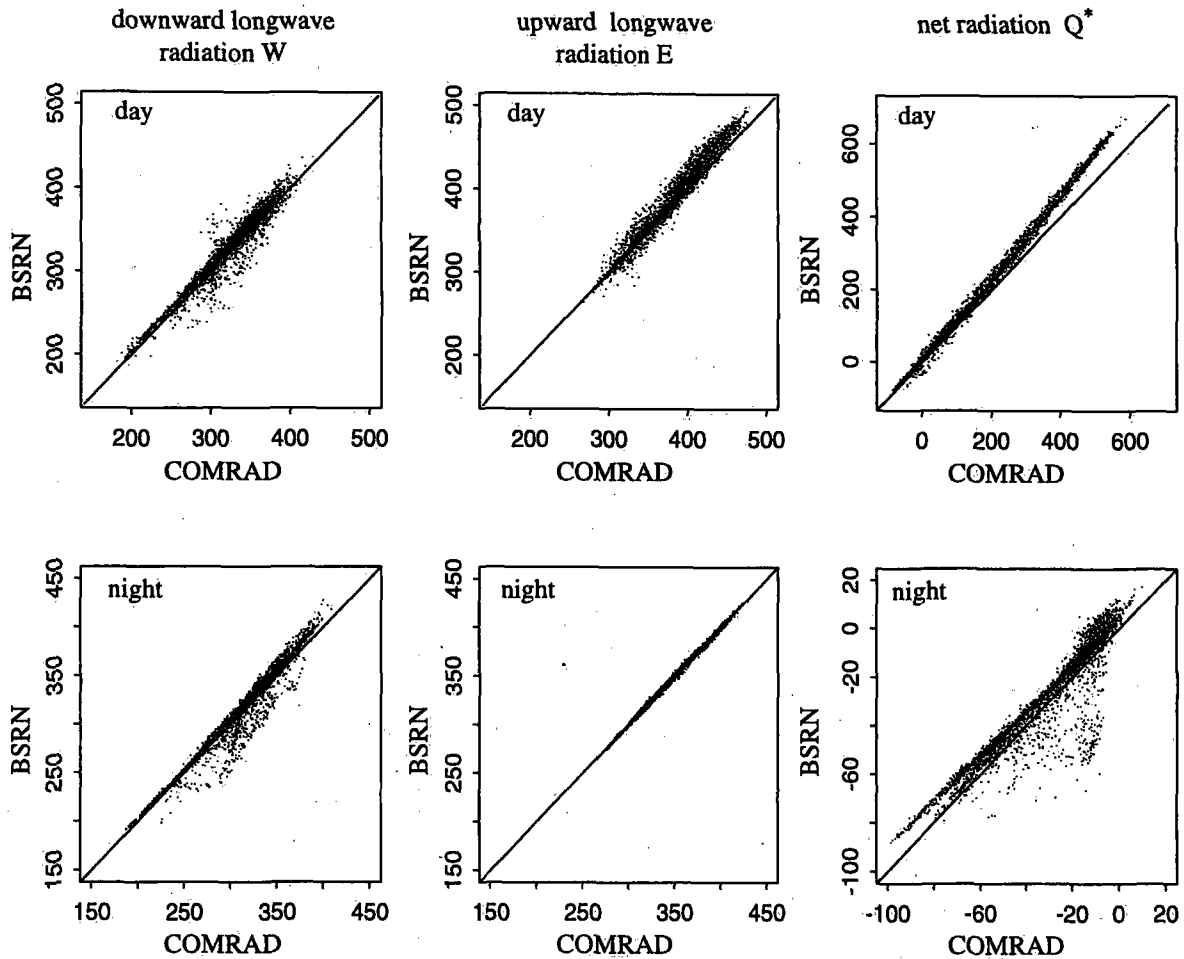 downward longwave
radiation W
upward longwave
radiation E
net radiation Q*
day
500
400
300
200
BSRN
200 300 400 500
COMRAD
day
500
400
300
200
BSRN
200 300 400 500
COMRAD
day
600
400
200
0
BSRN
0 200 400 600
COMRAD
night
450
350
250
150
BSRN
150 250 350 450
COMRAD
night
450
350
250
150
BSRN
150 250 350 450
COMRAD
night
20
0
-20
-60
-100
BSRN
-100 -60 -20 0 20
COMRAD